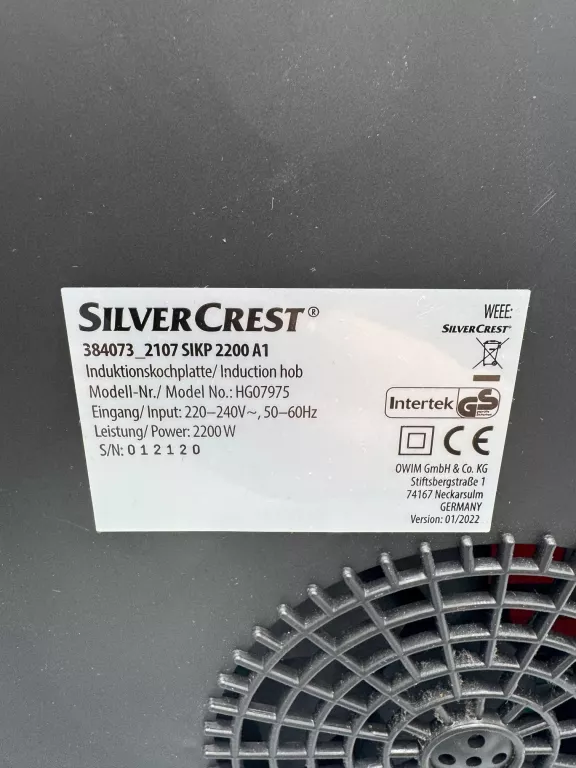 SILVERCREST®
384073_2107 SIKP 2200 A1
Induktionskochplatte/ Induction hob
Modell-Nr./ Model No.: HG07975
Eingang/ Input: 220–240V~, 50–60Hz
Leistung/ Power: 2200 W
S/N: 012120
WEEE:
SILVERCREST®
Intertek GS
CE
OWIM GmbH & Co. KG
Stiftsbergstraße 1
74167 Neckarsulm
GERMANY
Version: 01/2022